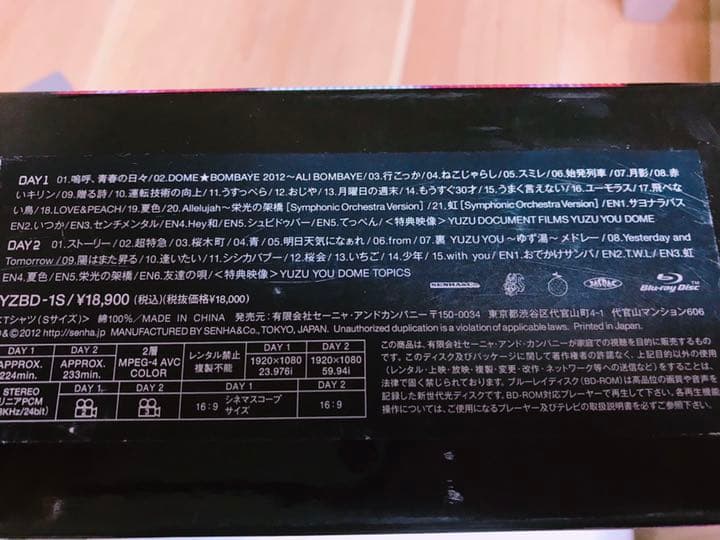 DAY 1 01.嗚呼、青春の日々/02.DOME★BOMBAYE 2012〜ALI BOMBAYE/03.行こっか/04.ねこじゃらし/05.スミレ/06.始発列車/07.月影/08.赤
いキリン/09.贈る詩/10.運転技術の向上/11.うすっぺら/12.おじや/13.月曜日の週末/14.もうすぐ30才/15.うまく言えない/16.ユーモラス/17.飛べな
い鳥/18.LOVE&PEACH/19.夏色/20.Allelujah〜栄光の架橋[Symphonic Orchestra Version]/21.虹[Symphonic Orchestra Version]/EN1.サヨナラバス
EN2.いつか/EN3.センチメンタル/EN4.Hey和/EN5.シュビドゥバー/EN5.てっぺん/<特典映像>YUZU DOCUMENT FILMS YUZU YOU DOME
DAY 2 01.ストーリー/02.超特急/03.桜木町/04.青/05.明日天気になぁれ/06.from/07.裏 YUZU YOU〜ゆず湯〜メドレー/08.Yesterday and
Tomorrow/09.陽はまた昇る/10.逢いたい/11.シシカバブー/12.桜会/13.いちご/14.少年/15.with you/EN1.おでかけサンバ/EN2.T.W.L/EN3.虹
EN4.夏色/EN5.栄光の架橋/EN6.友達の唄/<特典映像>YUZU YOU DOME TOPICS
SENHA&Co. Blu-ray Disc
YZBD-1S/¥18,900(税込)(税抜価格¥18,000)
Tシャツ(Sサイズ)> 綿100%/MADE IN CHINA 発売元:有限会社セーニャ・アンドカンパニー 〒150-0034 東京都渋谷区代官山町4-1 代官山マンション606
&©2012 http://senha.jp MANUFACTURED BY SENHA&Co., TOKYO, JAPAN. Unauthorized duplication is a violation of applicable laws. Printed in Japan.
DAY 1 DAY 2 2層 レンタル禁止 DAY 1 DAY 2
APPROX. 224min. APPROX. 233min. MPEG-4 AVC COLOR 複製不能 1920×1080 23.976i 1920×1080 59.94i
STEREO DAY 1 DAY 2 DAY 1 DAY 2
リニアPCM 16:9 シネマスコープサイズ 16:9
KHz/24bit)
この商品は、有限会社セーニャ・アンドカンパニーが家庭での視聴を目的に販売するもの
です。このディスク及びパッケージに関して著作権者の許諾なく、上記目的以外の使用
(レンタル・上映・放映・複製・変更・改作・ネットワーク等への送信など)をすることは、
法律で固く禁じられています。ブルーレイディスク(BD-ROM)は高品位の画質や音声を
記録した新世代光ディスクです。BD-ROM対応プレーヤーで再生して下さい。各再生機能
操作については、ご使用になるプレーヤー及びテレビの取扱説明書を必ずご参照下さい。